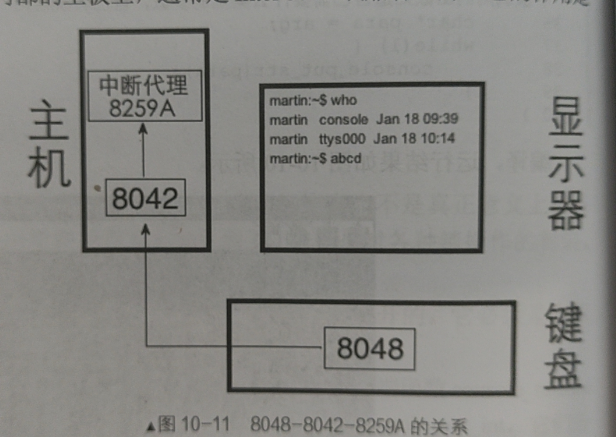 中断代理
8259A
8042
主机
martin:~$ who
martin console Jan 18 09:39
martin ttys000 Jan 18 10:14
martin:~$ abcd
显示器
8048
键盘
▲图 10-11 8048-8042-8259A 的关系